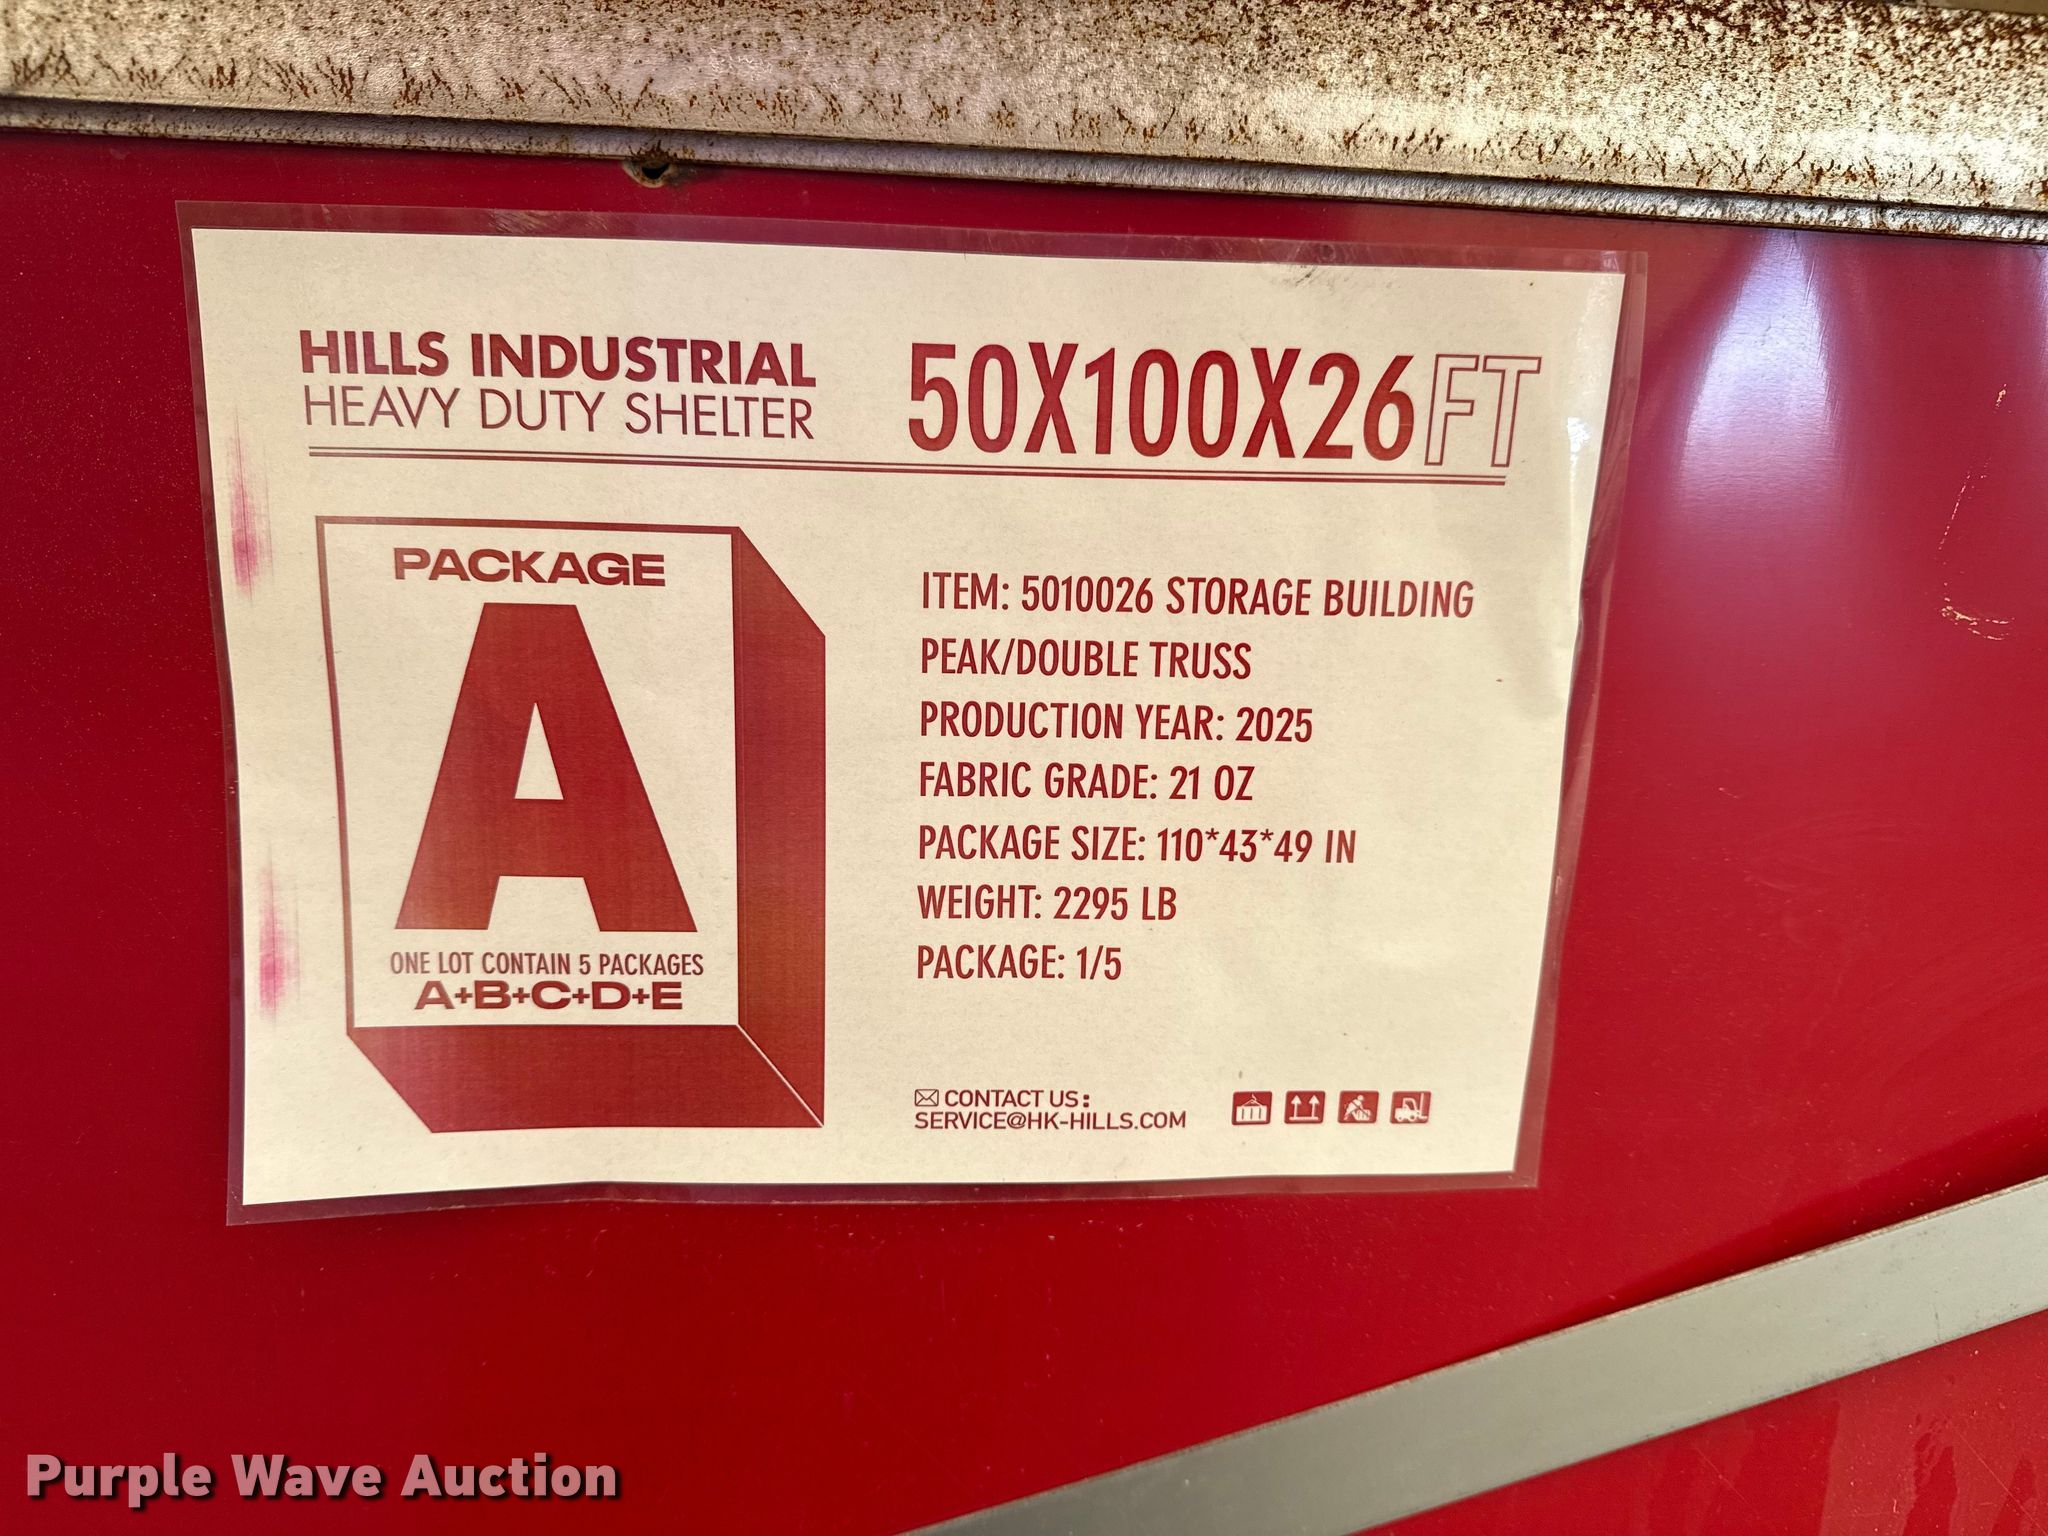 HILLS INDUSTRIAL
HEAVY DUTY SHELTER
50X100X26FT
PACKAGE
A
ONE LOT CONTAIN 5 PACKAGES
A+B+C+D+E
ITEM: 5010026 STORAGE BUILDING
PEAK/DOUBLE TRUSS
PRODUCTION YEAR: 2025
FABRIC GRADE: 21 OZ
PACKAGE SIZE: 110*43*49 IN
WEIGHT: 2295 LB
PACKAGE: 1/5
CONTACT US:
SERVICE@HK-HILLS.COM
Purple Wave Auction